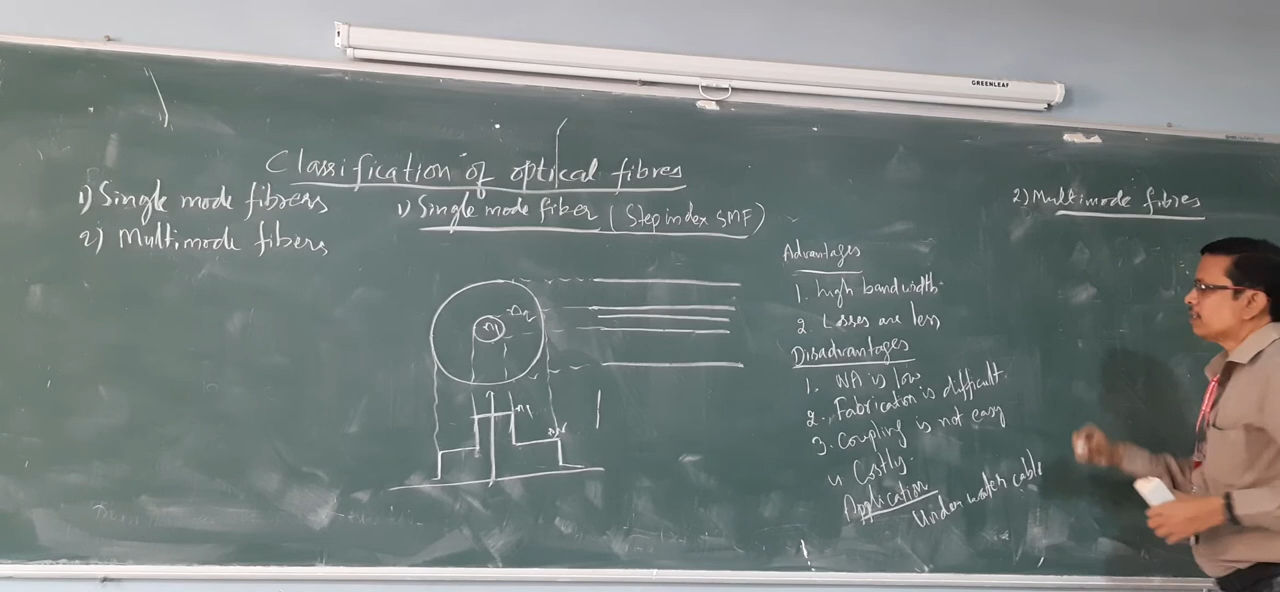 GREENLEAF
Classification of optical fibres
1) Single mode fibrers
2) Multimode fibers
1) Single mode fiber (Step index SMF)
n2
n1
n1
Advantages
1. high bandwidth
2. Losses are less
Disadvantages
1. NA is low
2. Fabrication is difficult.
3. Coupling is not easy
4 Costly.
Application
Under water cable
2) Multimode fibres